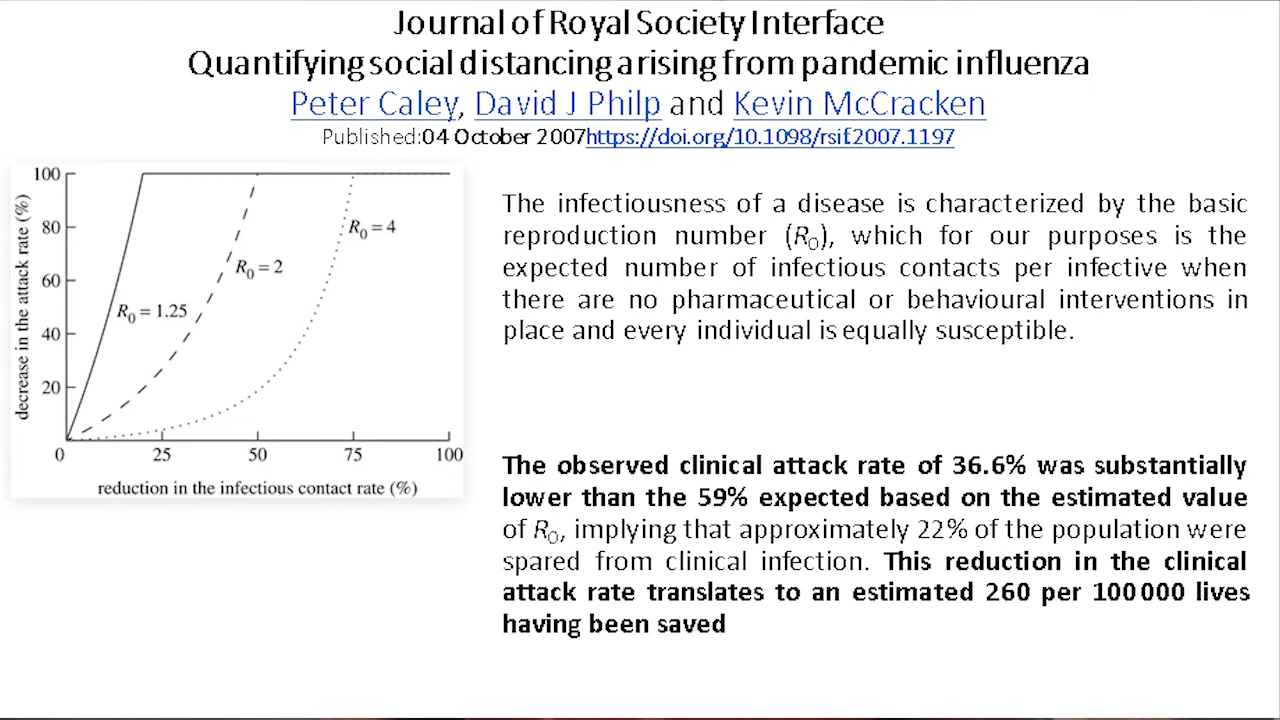 Journal of Royal Society Interface
Quantifying social distancing arising from pandemic influenza
Peter Caley, David J Philp and Kevin McCracken
Published:04 October 2007https://doi.org/10.1098/rsif.2007.1197
100
80
60
40
20
0
25
50
75
100
decrease in the attack rate (%)
R0 = 1.25
R0 = 2
R0 = 4
reduction in the infectious contact rate (%)
The infectiousness of a disease is characterized by the basic
reproduction number (R0), which for our purposes is the
expected number of infectious contacts per infective when
there are no pharmaceutical or behavioural interventions in
place and every individual is equally susceptible.
The observed clinical attack rate of 36.6% was substantially
lower than the 59% expected based on the estimated value
of R0, implying that approximately 22% of the population were
spared from clinical infection. This reduction in the clinical
attack rate translates to an estimated 260 per 100 000 lives
having been saved